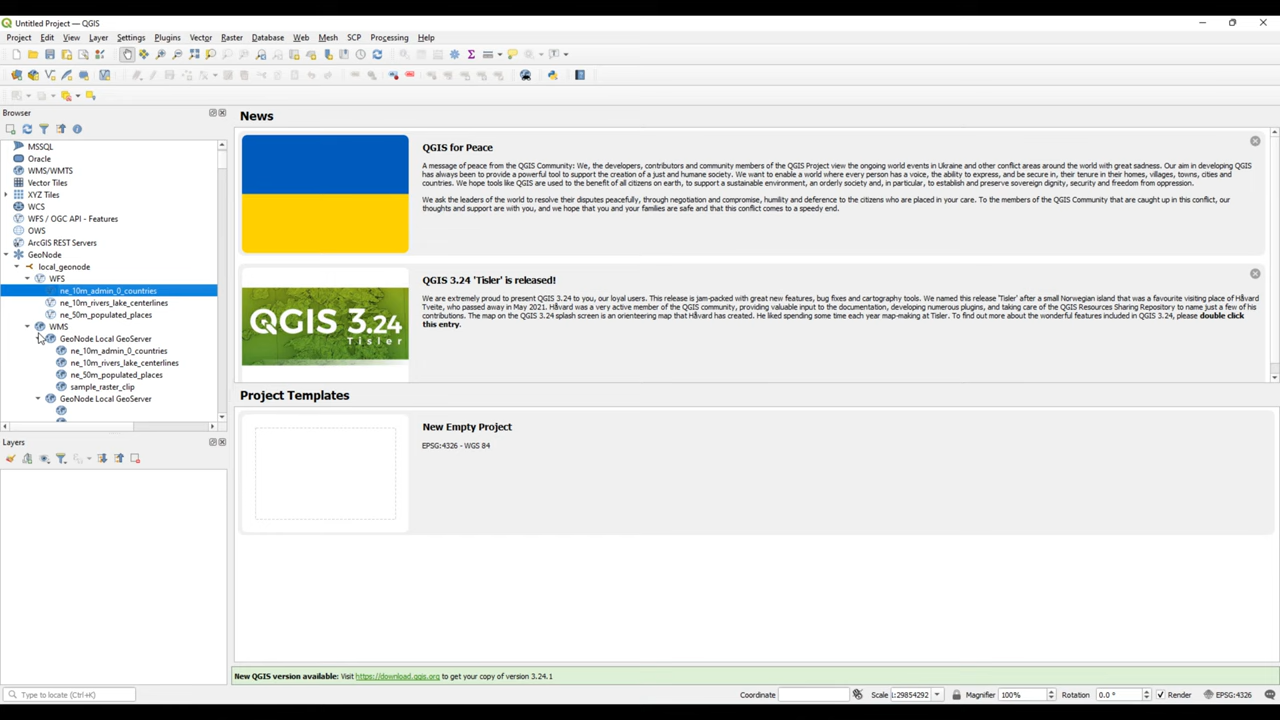 Untitled Project — QGIS
Project Edit View Layer Settings Plugins Vector Raster Database Web Mesh SCP Processing Help
Browser
MSSQL
Oracle
WMS/WMTS
Vector Tiles
XYZ Tiles
WCS
WFS / OGC API - Features
OWS
ArcGIS REST Servers
GeoNode
local_geonode
WFS
ne_10m_admin_0_countries
ne_10m_rivers_lake_centerlines
ne_50m_populated_places
WMS
GeoNode Local GeoServer
ne_10m_admin_0_countries
ne_10m_rivers_lake_centerlines
ne_50m_populated_places
sample_raster_clip
GeoNode Local GeoServer
Layers
News
QGIS for Peace
A message of peace from the QGIS Community: We, the developers, contributors and community members of the QGIS Project view the ongoing world events in Ukraine and other conflict areas around the world with great sadness. Our aim in developing QGIS
has always been to provide a powerful tool to support the creation of a just and humane society. We want to enable a world where every person has a voice, the ability to express, and be secure in, their tenure in their homes, villages, towns, cities and
countries. We hope tools like QGIS are used to the benefit of all citizens on earth, to support a sustainable environment, an orderly society and, in particular, to establish and preserve sovereign dignity, security and freedom from oppression.
We ask the leaders of the world to resolve their disputes peacefully, through negotiation and compromise, humility and deference to the citizens who are placed in your care. To the members of the QGIS Community that are caught up in this conflict, our
thoughts and support are with you, and we hope that you and your families are safe and that this conflict comes to a speedy end.
QGIS 3.24
Tisler
QGIS 3.24 'Tisler' is released!
We are extremely proud to present QGIS 3.24 to you, our loyal users. This release is jam-packed with great new features, bug fixes and cartography tools. We named this release 'Tisler' after a small Norwegian island that was a favourite visiting place of Håvard
Tveite, who passed away in May 2021. Håvard was a very active member of the QGIS community, providing valuable input to the documentation, developing numerous plugins, and taking care of the QGIS Resources Sharing Repository to name just a few of his
contributions. The map on the QGIS 3.24 splash screen is an orienteering map that Håvard has created. He liked spending some time each year map-making at Tisler. To find out more about the wonderful features included in QGIS 3.24, please double click
this entry.
Project Templates
New Empty Project
EPSG:4326 - WGS 84
New QGIS version available: Visit https://download.qgis.org to get your copy of version 3.24.1
Type to locate (Ctrl+K)
Coordinate
Scale 1:29854292
Magnifier 100%
Rotation 0.0 °
Render
EPSG:4326